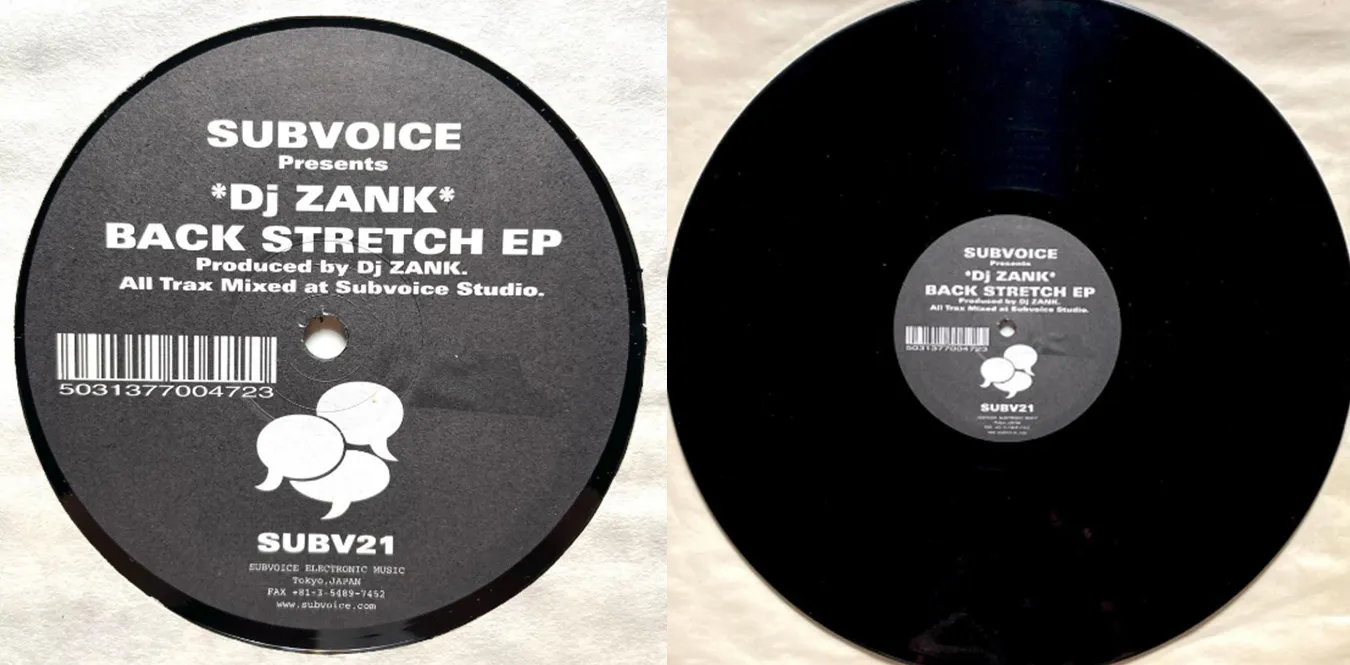 SUBVOICE
Presents
*Dj ZANK*
BACK STRETCH EP
Produced by Dj ZANK.
All Trax Mixed at Subvoice Studio.
5031377004723
SUBV21
SUBVOICE ELECTRONIC MUSIC
Tokyo,JAPAN
FAX +81-3-5489-7452
www.subvoice.com
SUBVOICE
Presents
*Dj ZANK*
BACK STRETCH EP
Produced by Dj ZANK.
All Trax Mixed at Subvoice Studio.
5031377004723
SUBV21